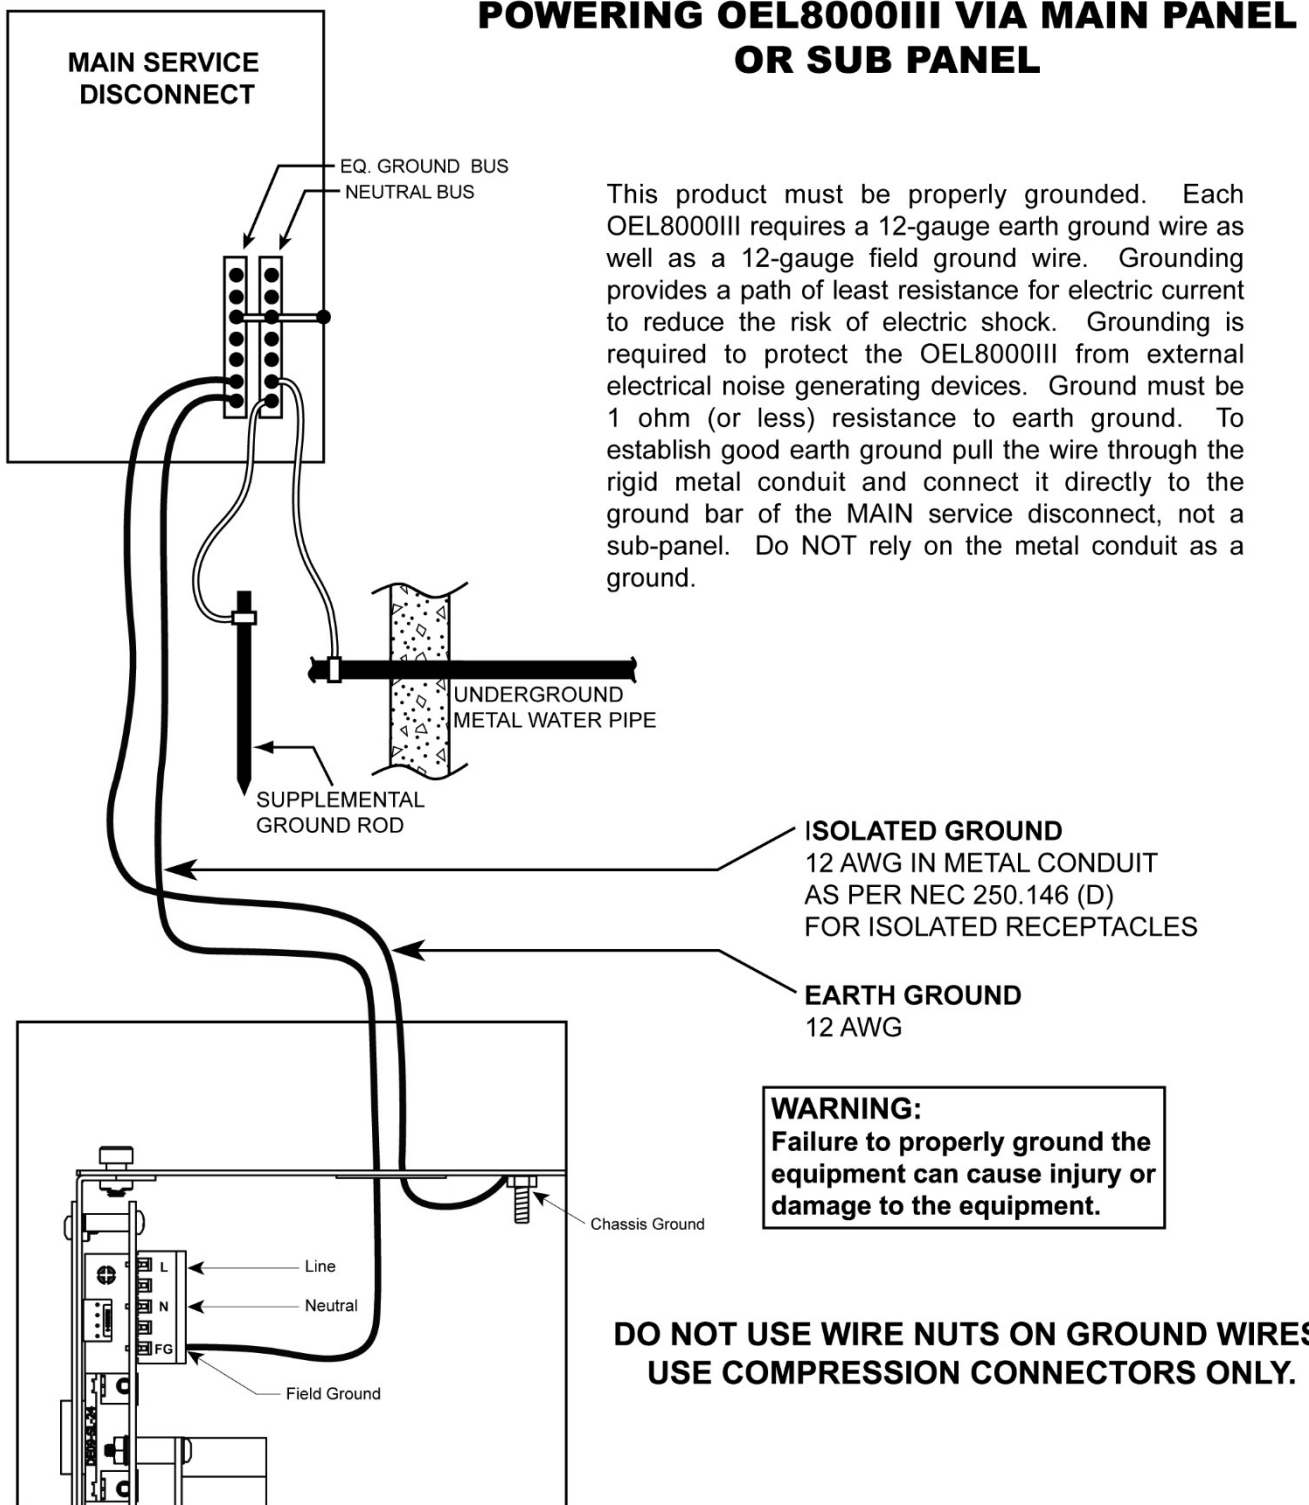 POWERING OEL8000III VIA MAIN PANEL
OR SUB PANEL
MAIN SERVICE
DISCONNECT
EQ. GROUND BUS
NEUTRAL BUS
This product must be properly grounded. Each
OEL8000III requires a 12-gauge earth ground wire as
well as a 12-gauge field ground wire. Grounding
provides a path of least resistance for electric current
to reduce the risk of electric shock. Grounding is
required to protect the OEL8000III from external
electrical noise generating devices. Ground must be
1 ohm (or less) resistance to earth ground. To
establish good earth ground pull the wire through the
rigid metal conduit and connect it directly to the
ground bar of the MAIN service disconnect, not a
sub-panel. Do NOT rely on the metal conduit as a
ground.
UNDERGROUND
METAL WATER PIPE
SUPPLEMENTAL
GROUND ROD
ISOLATED GROUND
12 AWG IN METAL CONDUIT
AS PER NEC 250.146 (D)
FOR ISOLATED RECEPTACLES
EARTH GROUND
12 AWG
WARNING:
Failure to properly ground the
equipment can cause injury or
damage to the equipment.
Chassis Ground
L
Line
N
Neutral
FG
Field Ground
DO NOT USE WIRE NUTS ON GROUND WIRES
USE COMPRESSION CONNECTORS ONLY.